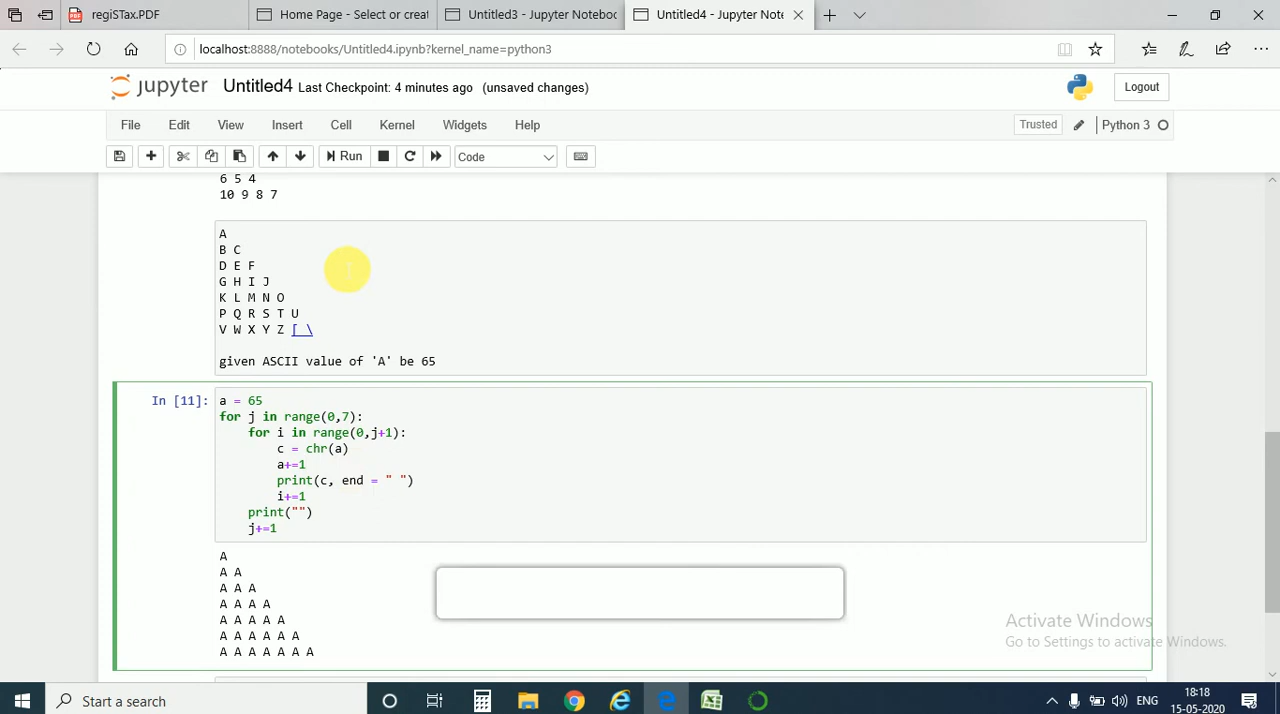 regiSTax.PDF
Home Page - Select or creat
Untitled3 - Jupyter Noteboo
Untitled4 - Jupyter Note
localhost:8888/notebooks/Untitled4.ipynb?kernel_name=python3
jupyter Untitled4 Last Checkpoint: 4 minutes ago (unsaved changes)
Logout
File Edit View Insert Cell Kernel Widgets Help
Trusted Python 3
Run Code
6 5 4
10 9 8 7
A
B C
D E F
G H I J
K L M N O
P Q R S T U
V W X Y Z [ \
given ASCII value of 'A' be 65
In [11]: a = 65
for j in range(0,7):
for i in range(0,j+1):
c = chr(a)
a+=1
print(c, end = " ")
i+=1
print("")
j+=1
A
A A
A A A
A A A A
A A A A A
A A A A A A
A A A A A A A
Activate Windows
Go to Settings to activate Windows.
Start a search
ENG
18:18
15-05-2020